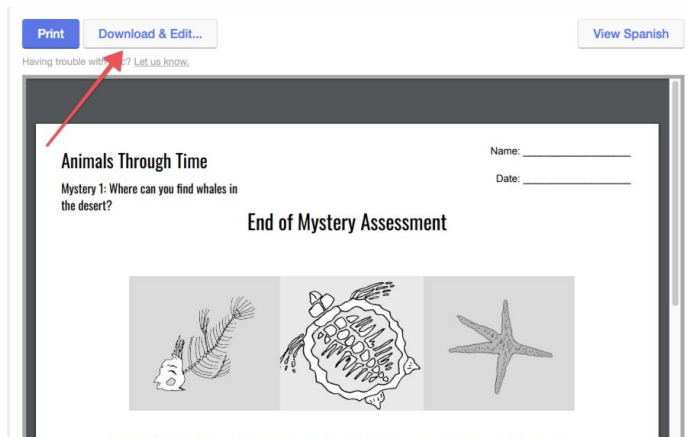 Print Download & Edit... View Spanish
Having trouble with ? Let us know.
Animals Through Time
Name:
Mystery 1: Where can you find whales in
the desert?
Date:
End of Mystery Assessment